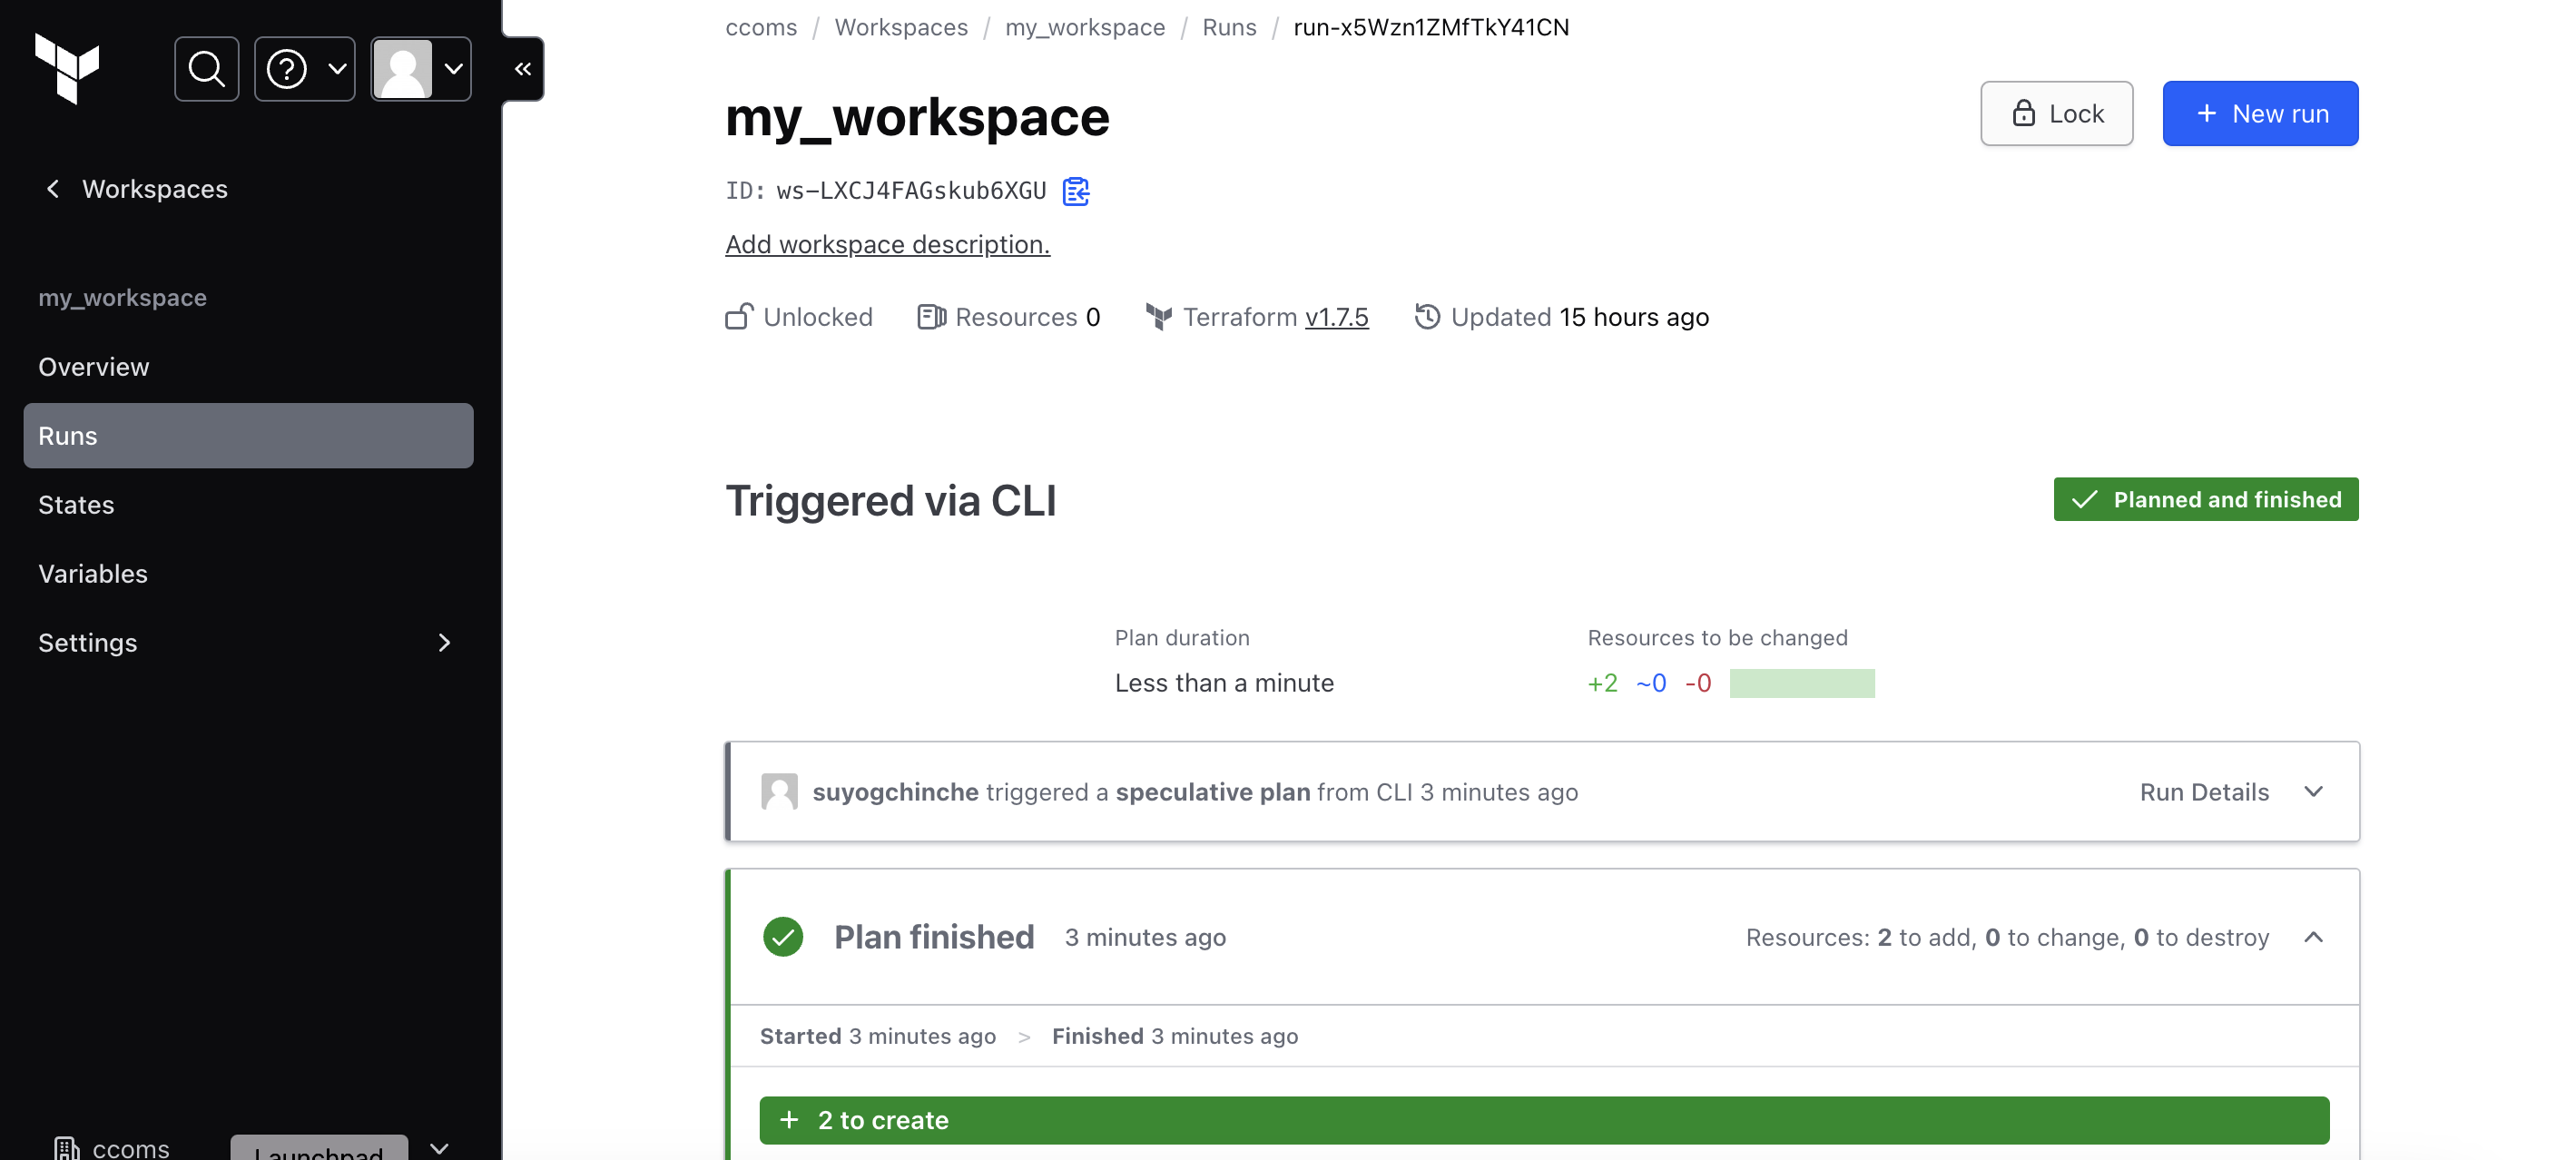 ccoms / Workspaces / my_workspace / Runs / run-x5Wzn1ZMfTkY41CN
my_workspace
Lock
+ New run
ID: ws-LXCJ4FAGskub6XGU
Add workspace description.
Unlocked Resources 0 Terraform v1.7.5 Updated 15 hours ago
Workspaces
my_workspace
Overview
Runs
States
Variables
Settings
ccoms
Launchpad
Triggered via CLI
Planned and finished
Plan duration
Less than a minute
Resources to be changed
+2 ~0 -0
suyogchinche triggered a speculative plan from CLI 3 minutes ago
Run Details
Plan finished 3 minutes ago
Resources: 2 to add, 0 to change, 0 to destroy
Started 3 minutes ago > Finished 3 minutes ago
+ 2 to create